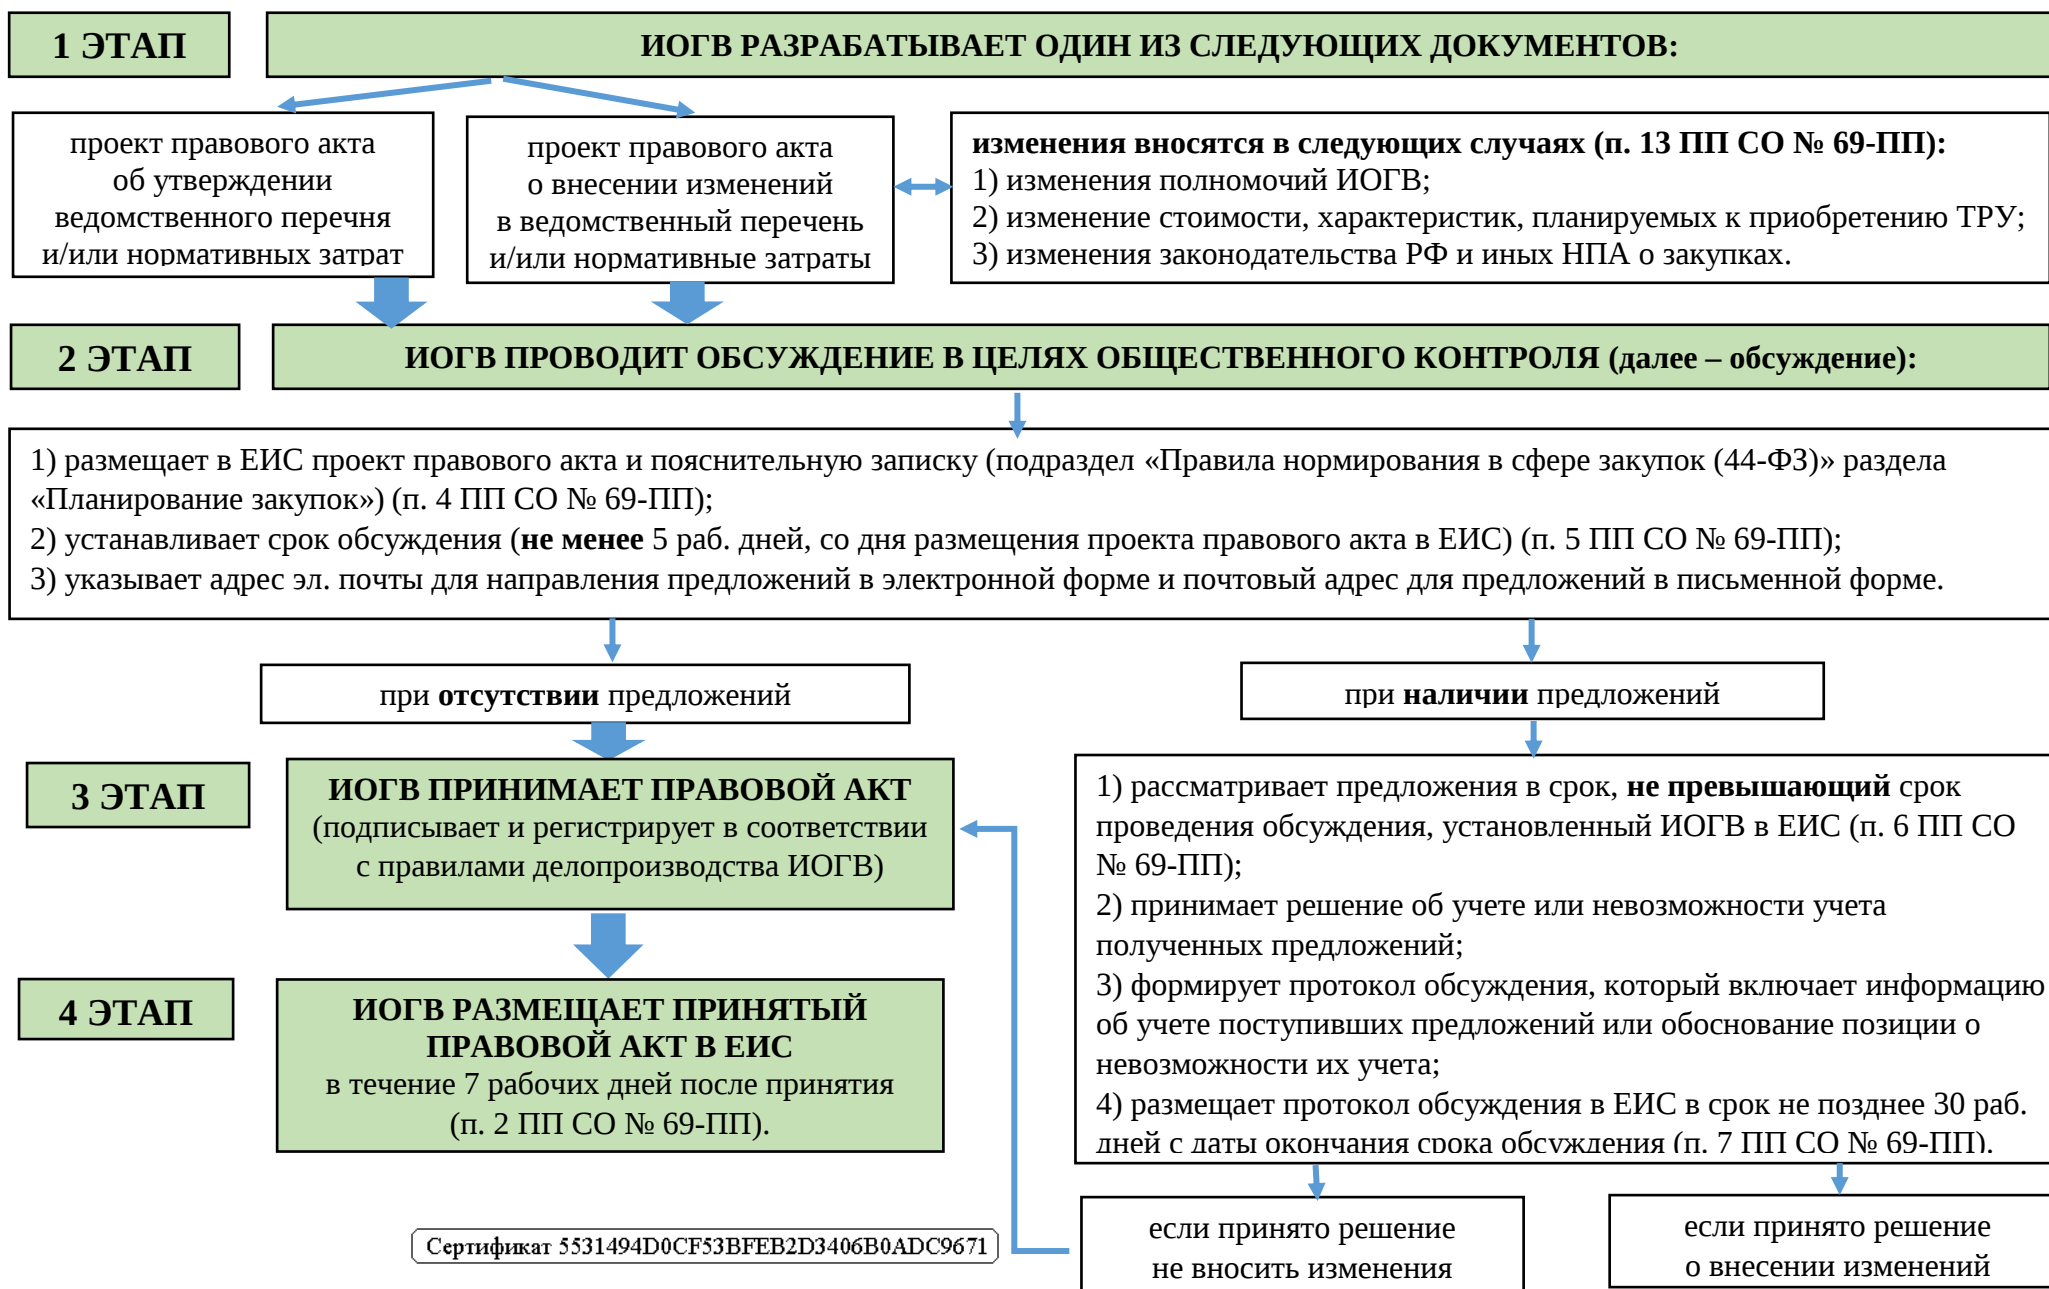 1 ЭТАП
ИОГВ РАЗРАБАТЫВАЕТ ОДИН ИЗ СЛЕДУЮЩИХ ДОКУМЕНТОВ:
проект правового акта
об утверждении
ведомственного перечня
и/или нормативных затрат
проект правового акта
о внесении изменений
в ведомственный перечень
и/или нормативные затраты
изменения вносятся в следующих случаях (п. 13 ПП СО № 69-ПП):
1) изменения полномочий ИОГВ;
2) изменение стоимости, характеристик, планируемых к приобретению ТРУ;
3) изменения законодательства РФ и иных НПА о закупках.
2 ЭТАП
ИОГВ ПРОВОДИТ ОБСУЖДЕНИЕ В ЦЕЛЯХ ОБЩЕСТВЕННОГО КОНТРОЛЯ (далее – обсуждение):
1) размещает в ЕИС проект правового акта и пояснительную записку (подраздел «Правила нормирования в сфере закупок (44-ФЗ)» раздела
«Планирование закупок») (п. 4 ПП СО № 69-ПП);
2) устанавливает срок обсуждения (не менее 5 раб. дней, со дня размещения проекта правового акта в ЕИС) (п. 5 ПП СО № 69-ПП);
3) указывает адрес эл. почты для направления предложений в электронной форме и почтовый адрес для предложений в письменной форме.
при отсутствии предложений
при наличии предложений
3 ЭТАП
ИОГВ ПРИНИМАЕТ ПРАВОВОЙ АКТ
(подписывает и регистрирует в соответствии
с правилами делопроизводства ИОГВ)
4 ЭТАП
ИОГВ РАЗМЕЩАЕТ ПРИНЯТЫЙ
ПРАВОВОЙ АКТ В ЕИС
в течение 7 рабочих дней после принятия
(п. 2 ПП СО № 69-ПП).
1) рассматривает предложения в срок, не превышающий срок
проведения обсуждения, установленный ИОГВ в ЕИС (п. 6 ПП СО
№ 69-ПП);
2) принимает решение об учете или невозможности учета
полученных предложений;
3) формирует протокол обсуждения, который включает информацию
об учете поступивших предложений или обоснование позиции о
невозможности их учета;
4) размещает протокол обсуждения в ЕИС в срок не позднее 30 раб.
дней с даты окончания срока обсуждения (п. 7 ПП СО № 69-ПП).
если принято решение
не вносить изменения
если принято решение
о внесении изменений
Сертификат 5531494D0CF53BFEB2D3406B0ADC9671